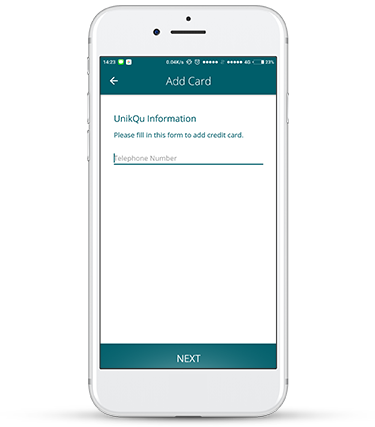 14:23 0.04K/s 4G 23%
Add Card
UnikQu Information
Please fill in this form to add credit card.
Telephone Number
NEXT